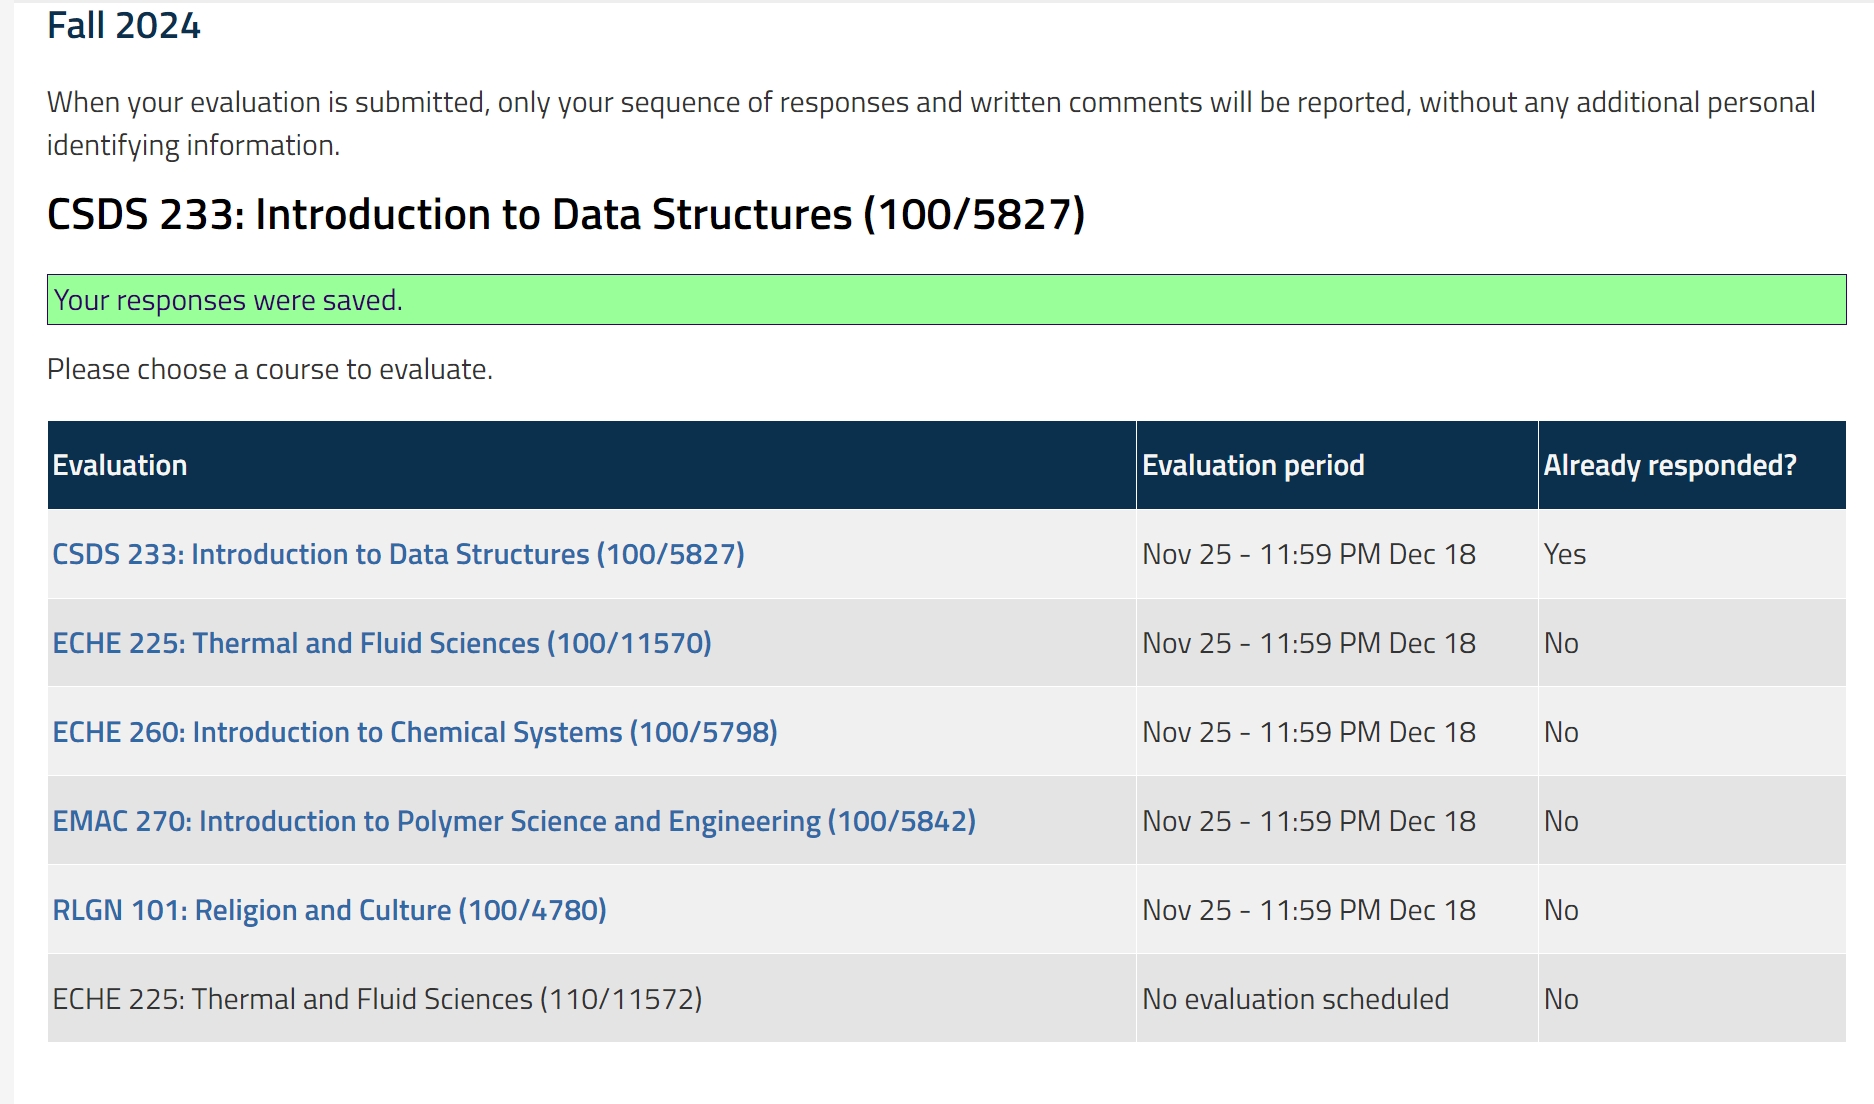 Fall 2024
When your evaluation is submitted, only your sequence of responses and written comments will be reported, without any additional personal
identifying information.
CSDS 233: Introduction to Data Structures (100/5827)
Your responses were saved.
Please choose a course to evaluate.
Evaluation Evaluation period Already responded?
CSDS 233: Introduction to Data Structures (100/5827) Nov 25 - 11:59 PM Dec 18 Yes
ECHE 225: Thermal and Fluid Sciences (100/11570) Nov 25 - 11:59 PM Dec 18 No
ECHE 260: Introduction to Chemical Systems (100/5798) Nov 25 - 11:59 PM Dec 18 No
EMAC 270: Introduction to Polymer Science and Engineering (100/5842) Nov 25 - 11:59 PM Dec 18 No
RLGN 101: Religion and Culture (100/4780) Nov 25 - 11:59 PM Dec 18 No
ECHE 225: Thermal and Fluid Sciences (110/11572) No evaluation scheduled No